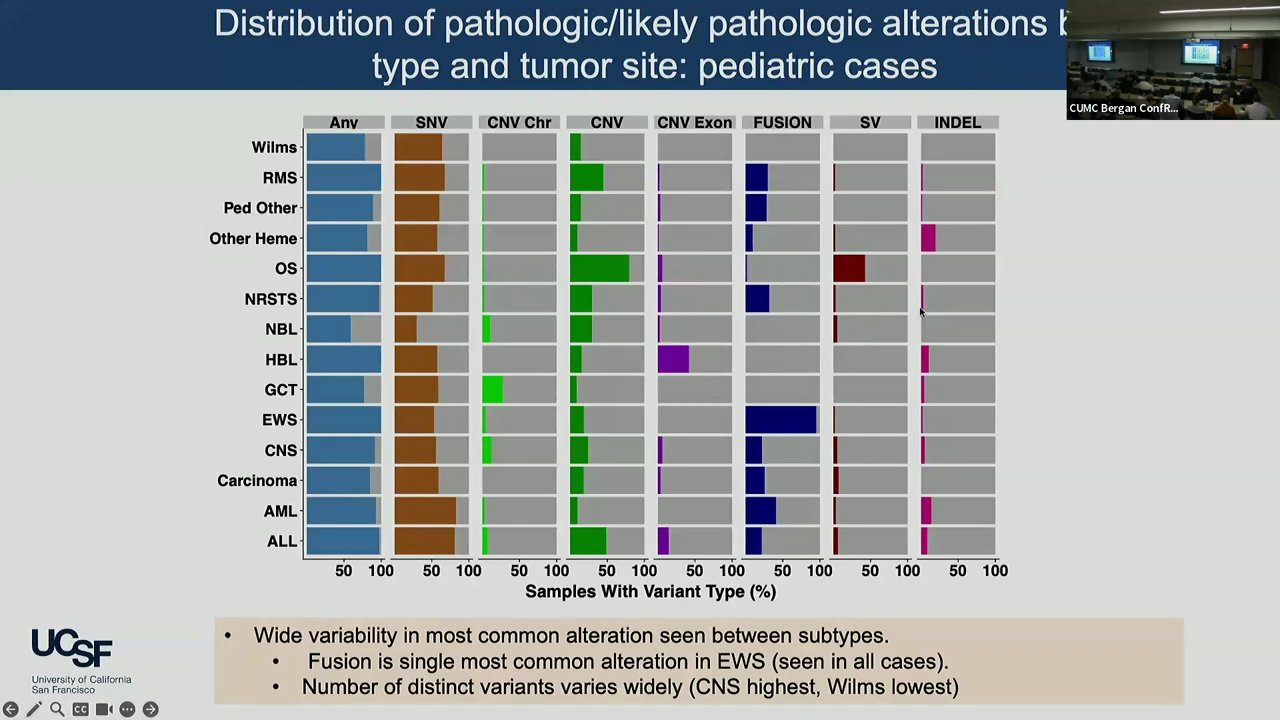 Distribution of pathologic/likely pathologic alterations b
type and tumor site: pediatric cases
CUMC Bergan ConfR...
Any SNV CNV Chr CNV CNV Exon FUSION SV INDEL
Wilms
RMS
Ped Other
Other Heme
OS
NRSTS
NBL
HBL
GCT
EWS
CNS
Carcinoma
AML
ALL
50 100 50 100 50 100 50 100 50 100 50 100 50 100 50 100
Samples With Variant Type (%)
• Wide variability in most common alteration seen between subtypes.
• Fusion is single most common alteration in EWS (seen in all cases).
• Number of distinct variants varies widely (CNS highest, Wilms lowest)
UCSF
University of California
San Francisco
CC